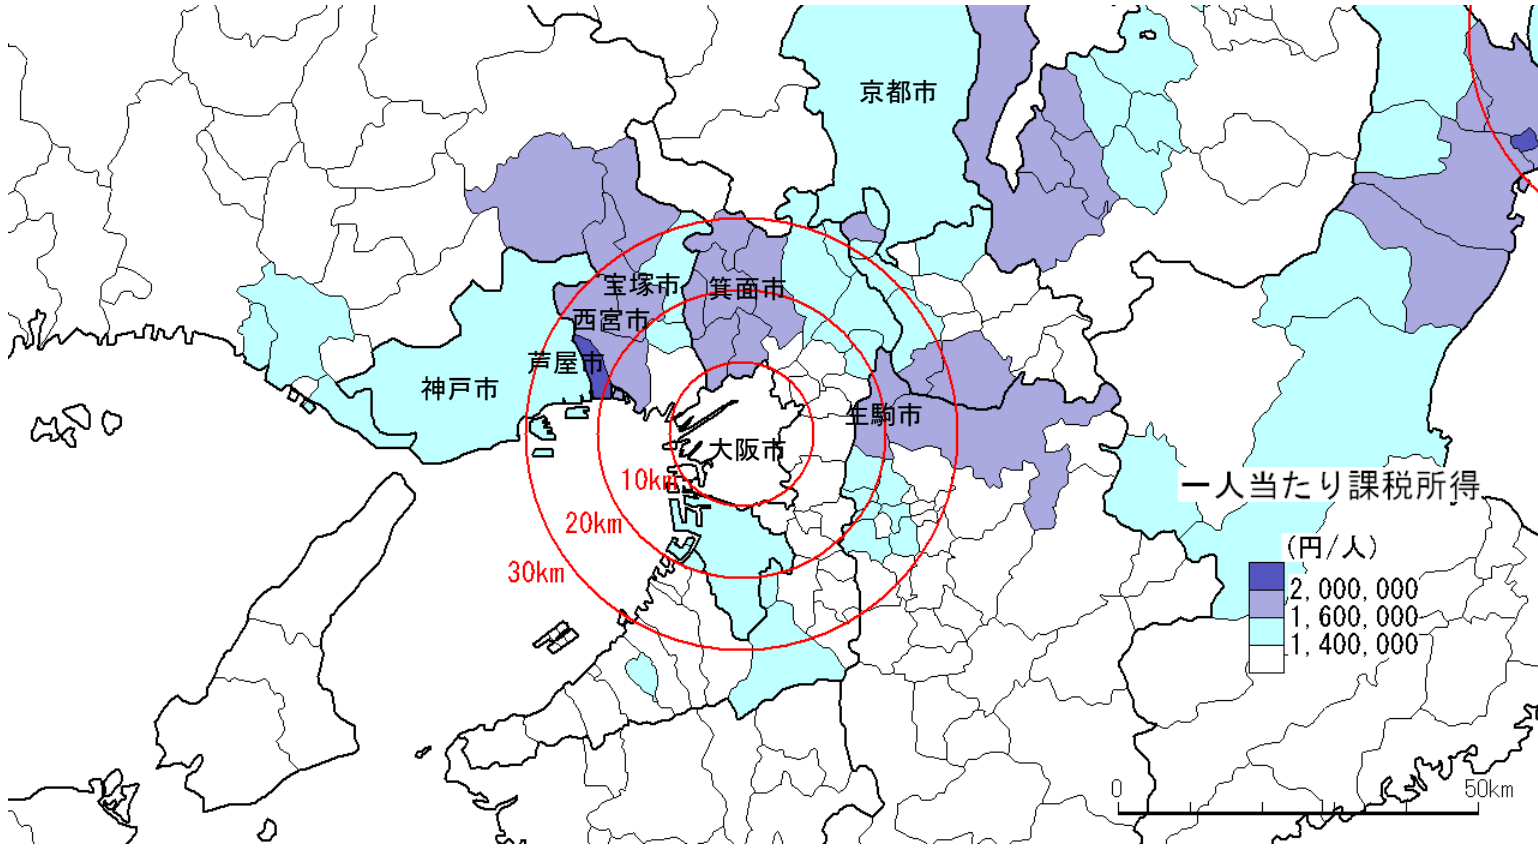 京都市
宝塚市
箕面市
西宮市
芦屋市
神戸市
生駒市
大阪市
10km
20km
30km
一人当たり課税所得
(円/人)
2,000,000
1,600,000
1,400,000
0
50km